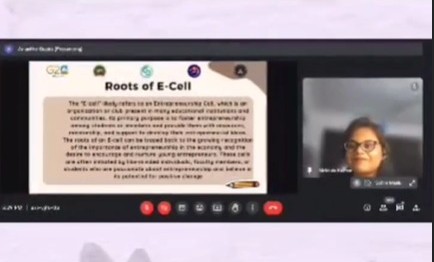 (Presenting)
Roots of E-Cell
The "E-cell" likely refers to an Entrepreneurship Cell, which is an
organization or club present in many educational institutions and
communities. Its primary purpose is to foster entrepreneurship
among students or members and provide them with resources,
mentorship, and support to develop their entrepreneurial ideas.
The roots of an E-cell can be traced back to the growing recognition
of the importance of entrepreneurship in the economy and the
desire to encourage and nurture young entrepreneurs. These cells
are often initiated by like-minded individuals, faculty members, or
students who are passionate about entrepreneurship and believe in
its potential for positive change